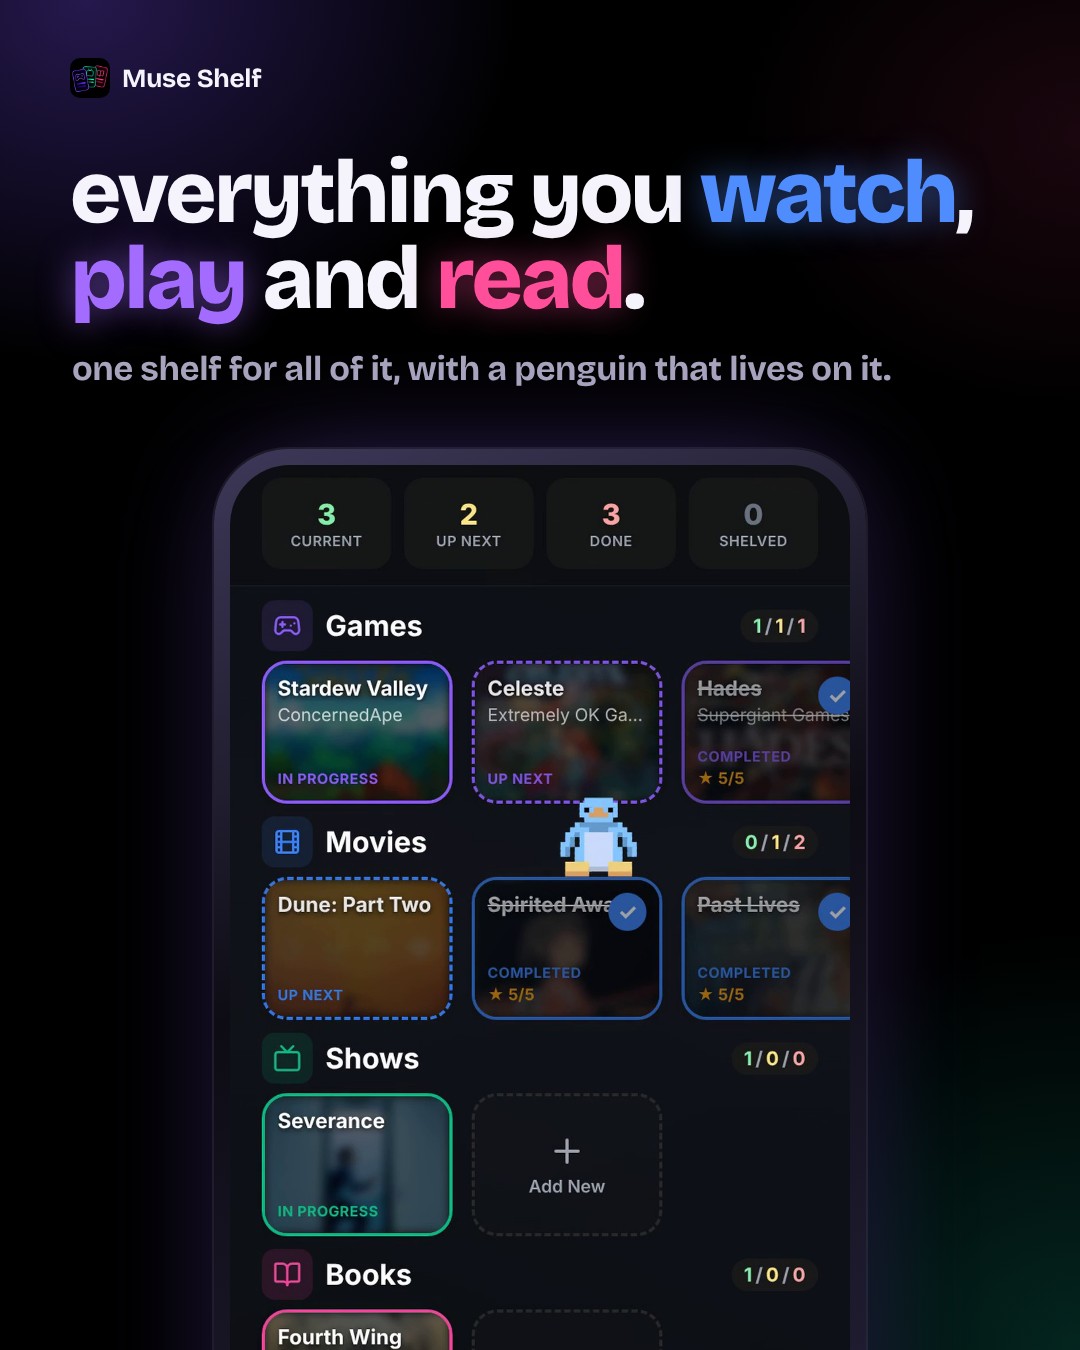 Muse Shelf
everything you watch,
play and read.
one shelf for all of it, with a penguin that lives on it.
3
CURRENT
2
UP NEXT
3
DONE
0
SHELVED
Games
1/1/1
Stardew Valley
ConcernedApe
IN PROGRESS
Celeste
Extremely OK Ga...
UP NEXT
Hades
Supergiant Games
COMPLETED
★ 5/5
Movies
0/1/2
Dune: Part Two
UP NEXT
Spirited Awa
COMPLETED
★ 5/5
Past Lives
COMPLETED
★ 5/5
Shows
1/0/0
Severance
IN PROGRESS
Add New
Books
1/0/0
Fourth Wing